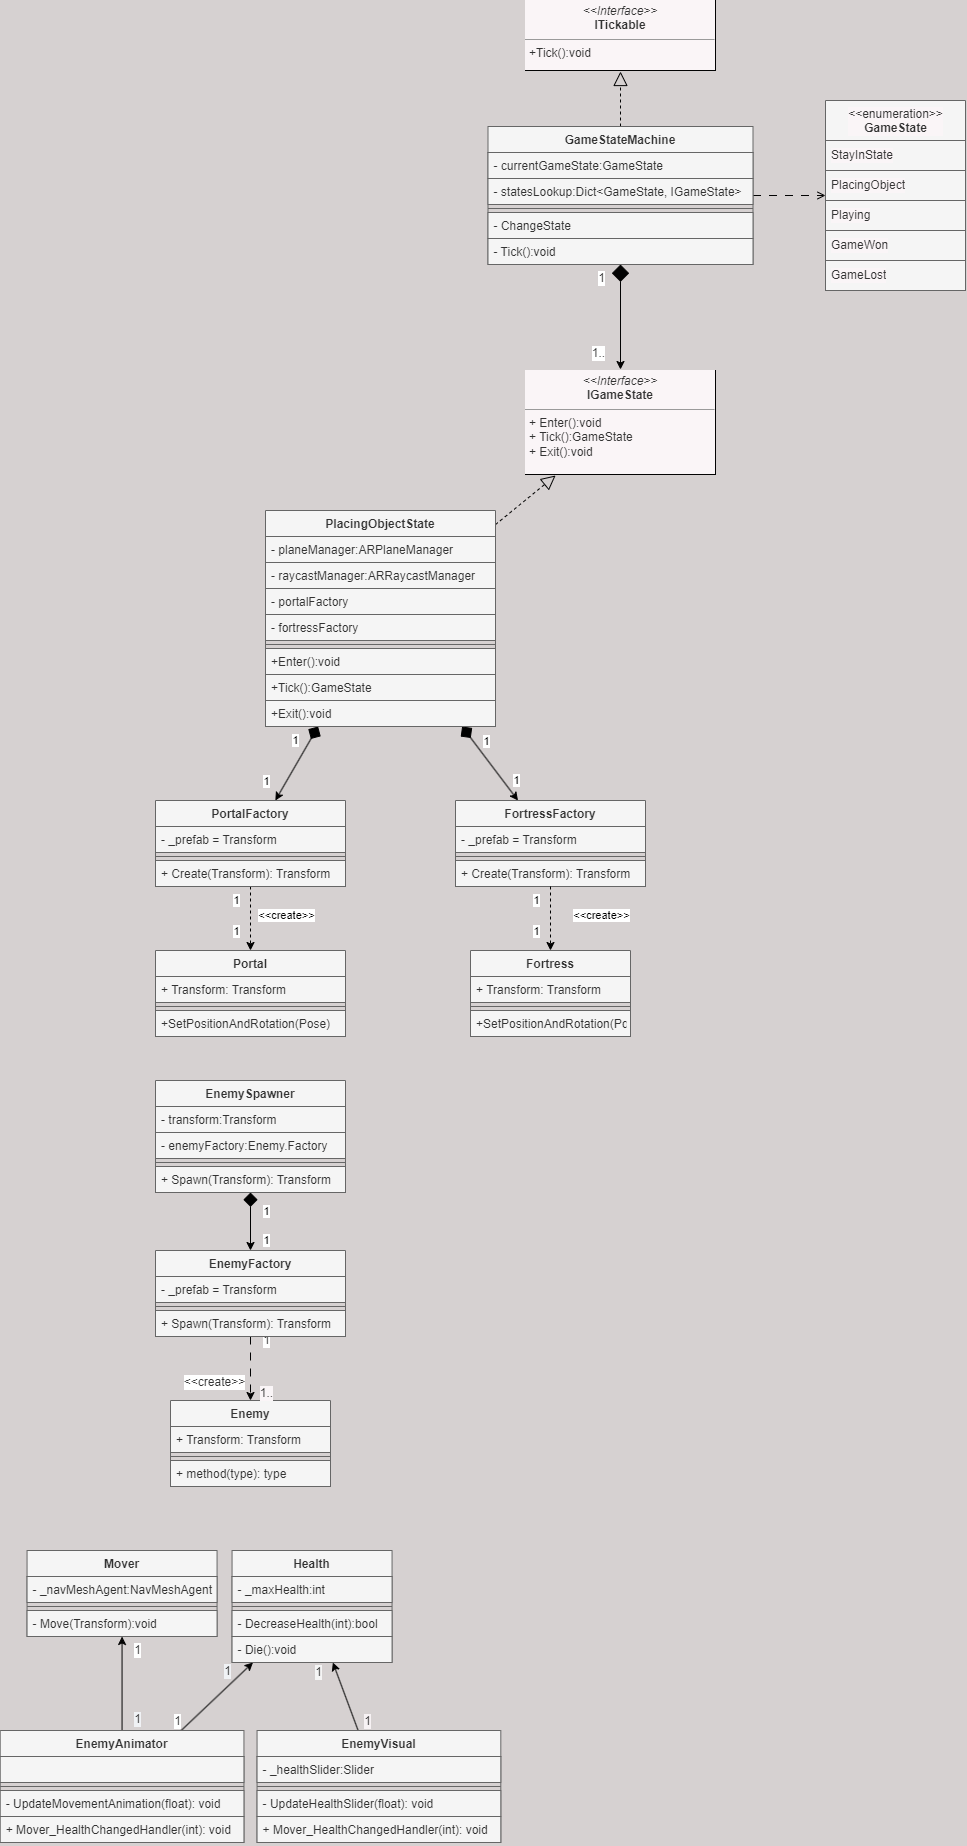 <<Interface>>
ITickable
+Tick():void
<<enumeration>>
GameState
StayInState
PlacingObject
Playing
GameWon
GameLost
GameStateMachine
- currentGameState:GameState
- statesLookup:Dict<GameState, IGameState>
- ChangeState
- Tick():void
1
1..
<<Interface>>
IGameState
+ Enter():void
+ Tick():GameState
+ Exit():void
PlacingObjectState
- planeManager:ARPlaneManager
- raycastManager:ARRaycastManager
- portalFactory
- fortressFactory
+Enter():void
+Tick():GameState
+Exit():void
1
1
1
1
PortalFactory
- _prefab = Transform
+ Create(Transform): Transform
1
<<create>>
1
Portal
+ Transform: Transform
+SetPositionAndRotation(Pose)
FortressFactory
- _prefab = Transform
+ Create(Transform): Transform
1
<<create>>
1
Fortress
+ Transform: Transform
+SetPositionAndRotation(Pc
EnemySpawner
- transform:Transform
- enemyFactory:Enemy.Factory
+ Spawn(Transform): Transform
1
1
EnemyFactory
- _prefab = Transform
+ Spawn(Transform): Transform
1
<<create>>
1..
Enemy
+ Transform: Transform
+ method(type): type
Mover
- _navMeshAgent:NavMeshAgent
- Move(Transform):void
Health
- _maxHealth:int
- DecreaseHealth(int):bool
- Die():void
1
1
1
1
1
1
EnemyAnimator
- UpdateMovementAnimation(float): void
+ Mover_HealthChangedHandler(int): void
EnemyVisual
- _healthSlider:Slider
- UpdateHealthSlider(float): void
+ Mover_HealthChangedHandler(int): void